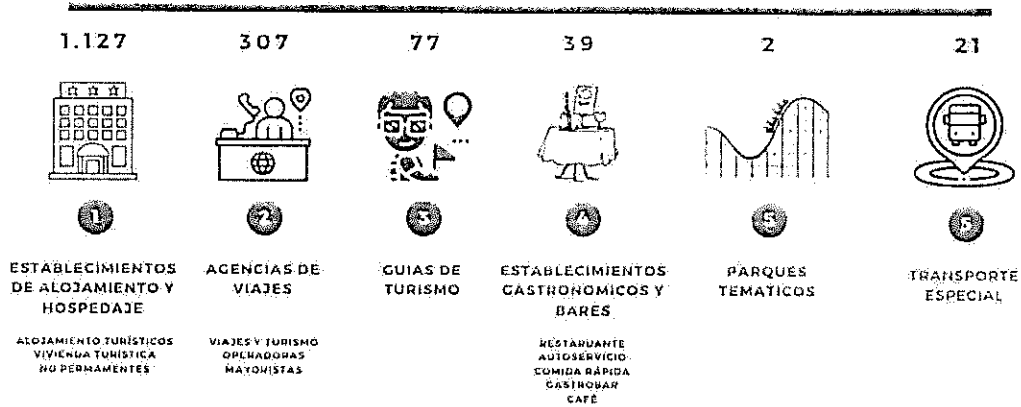 1.127
307
77
39
2
21
1
2
3
4
5
6
ESTABLECIMIENTOS
DE ALOJAMIENTO Y
HOSPEDAJE
ALOJAMIENTO TURÍSTICOS
VIVIENDA TURÍSTICA
NO PERMAMENTES
AGENCIAS DE
VIAJES
VIAJES Y TURISMO
OPERADORAS
MAYORISTAS
GUIAS DE
TURISMO
ESTABLECIMIENTOS
GASTRONOMICOS Y
BARES
RESTARUANTE
AUTOSERVICIO
COMIDA RÁPIDA
GASTROBAR
CAFÉ
PARQUES
TEMATICOS
TRANSPORTE
ESPECIAL